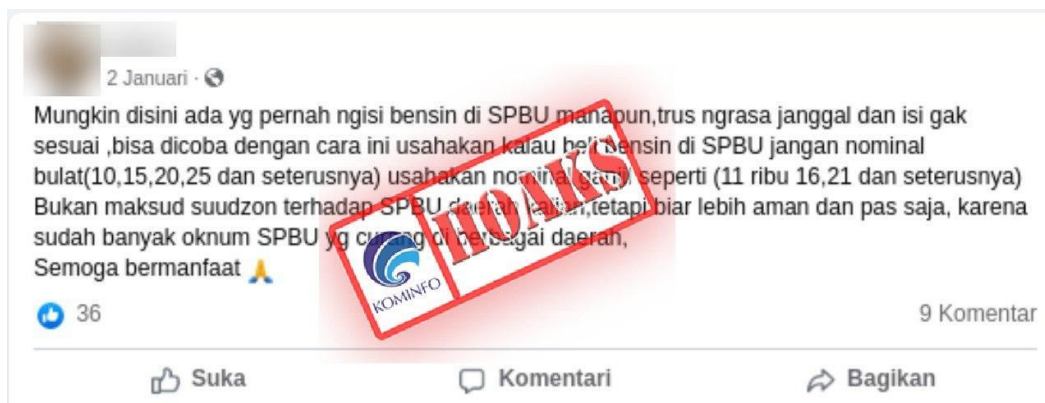 2 Januari ·
Mungkin disini ada yg pernah ngisi bensin di SPBU manapun,trus ngrasa janggal dan isi gak
sesuai ,bisa dicoba dengan cara ini usahakan kalau beli bensin di SPBU jangan nominal
bulat(10,15,20,25 dan seterusnya) usahakan nominal ganjil seperti (11 ribu 16,21 dan seterusnya)
Bukan maksud suudzon terhadap SPBU daerah kalian,tetapi biar lebih aman dan pas saja, karena
sudah banyak oknum SPBU yg curang di berbagai daerah,
Semoga bermanfaat 🙏
HOAKS
KOMINFO
36
9 Komentar
Suka
Komentari
Bagikan